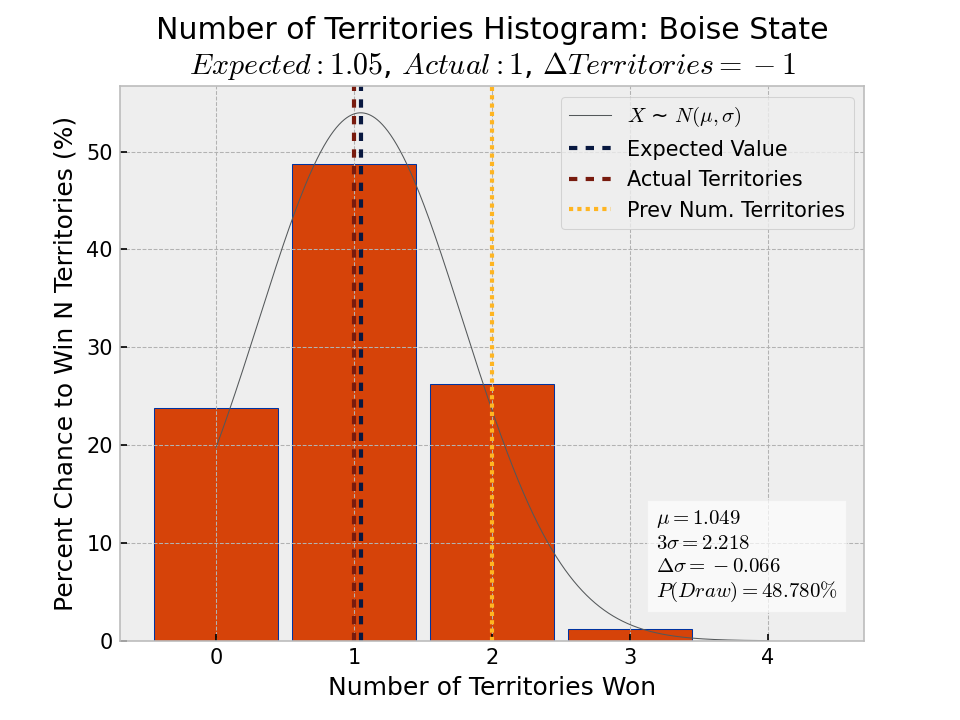 Number of Territories Histogram: Boise State
Expected : 1.05, Actual : 1, ΔTerritories = − 1
X ~ N(μ, σ)
Expected Value
Actual Territories
Prev Num. Territories
Percent Chance to Win N Territories (%)
50
40
30
20
10
0
μ = 1.049
3σ = 2.218
Δσ = − 0.066
P(Draw) = 48.780%
0 1 2 3 4
Number of Territories Won